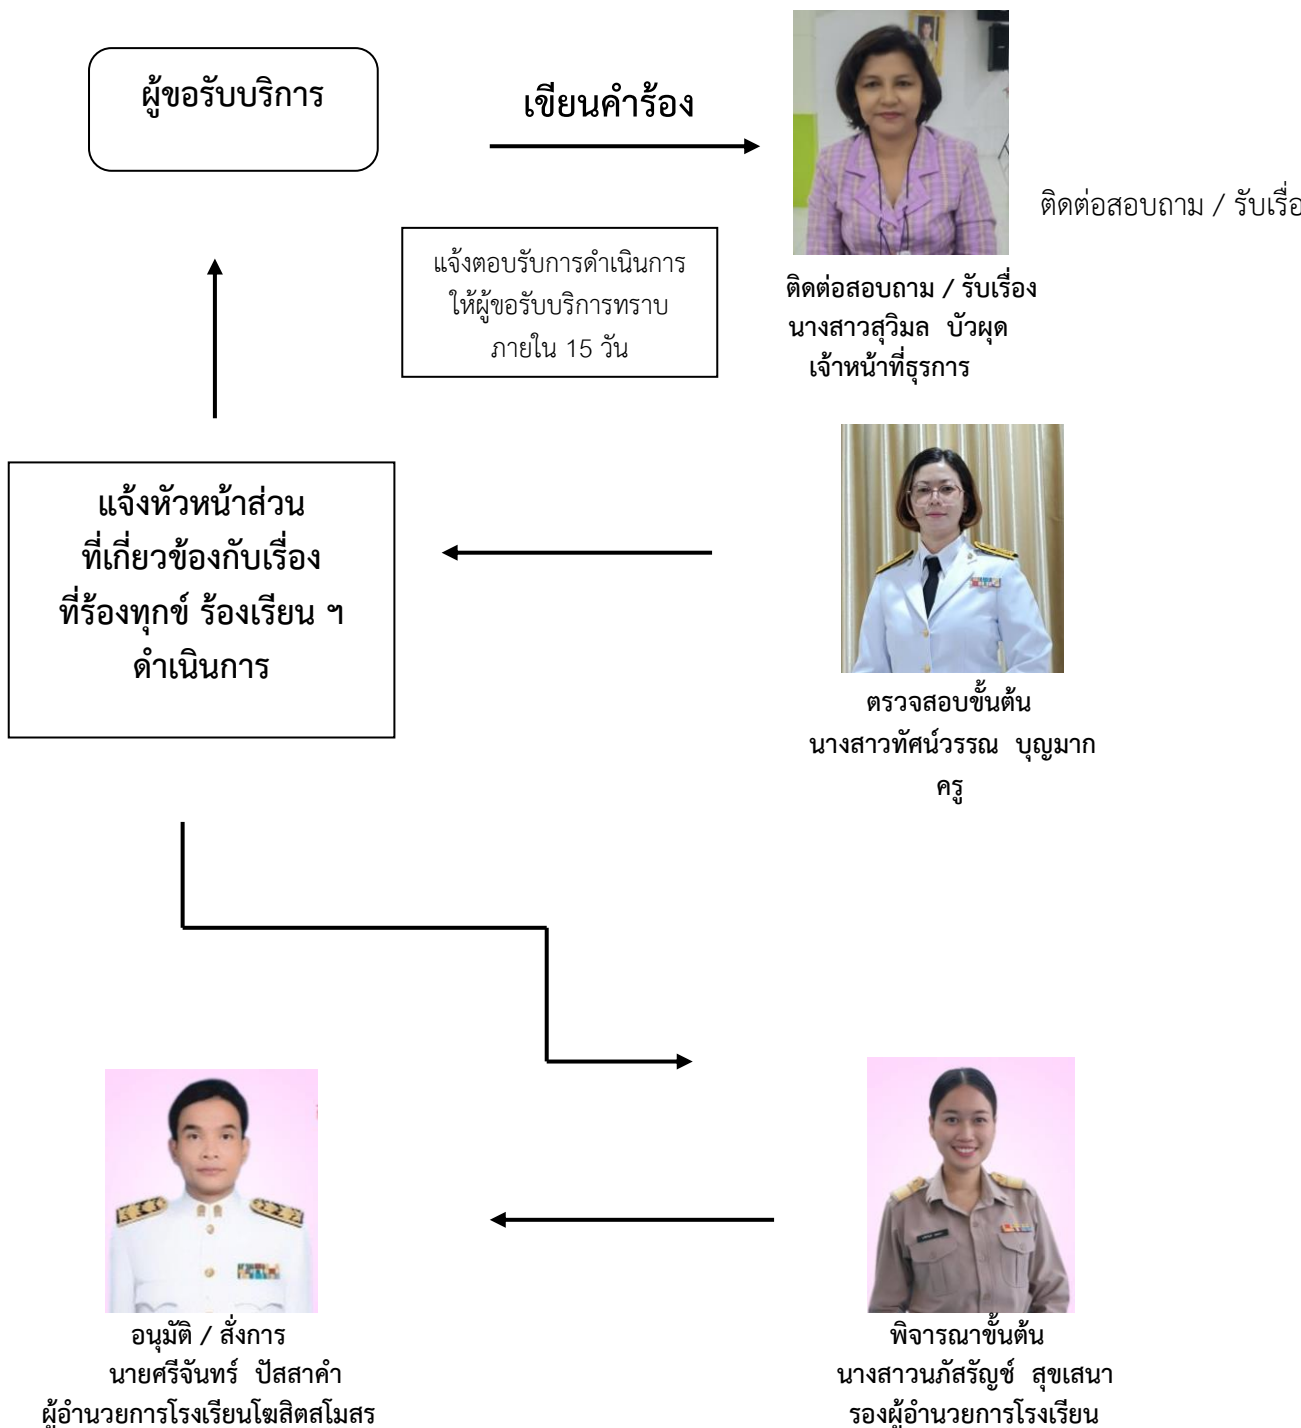 ผู้ขอรับบริการ
เขียนคำร้อง
ติดต่อสอบถาม / รับเรื่อ
แจ้งตอบรับการดำเนินการ
ให้ผู้ขอรับบริการทราบ
ภายใน 15 วัน
ติดต่อสอบถาม / รับเรื่อง
นางสาวสุวิมล บัวผุด
เจ้าหน้าที่ธุรการ
แจ้งหัวหน้าส่วน
ที่เกี่ยวข้องกับเรื่อง
ที่ร้องทุกข์ ร้องเรียน ฯ
ดำเนินการ
ตรวจสอบขั้นต้น
นางสาวทัศน์วรรณ บุญมาก
ครู
อนุมัติ / สั่งการ
นายศรีจันทร์ ปัสสาคำ
ผู้อำนวยการโรงเรียนโฆสิตสโมสร
พิจารณาขั้นต้น
นางสาวนภัสรัญช์ สุขเสนา
รองผู้อำนวยการโรงเรียน